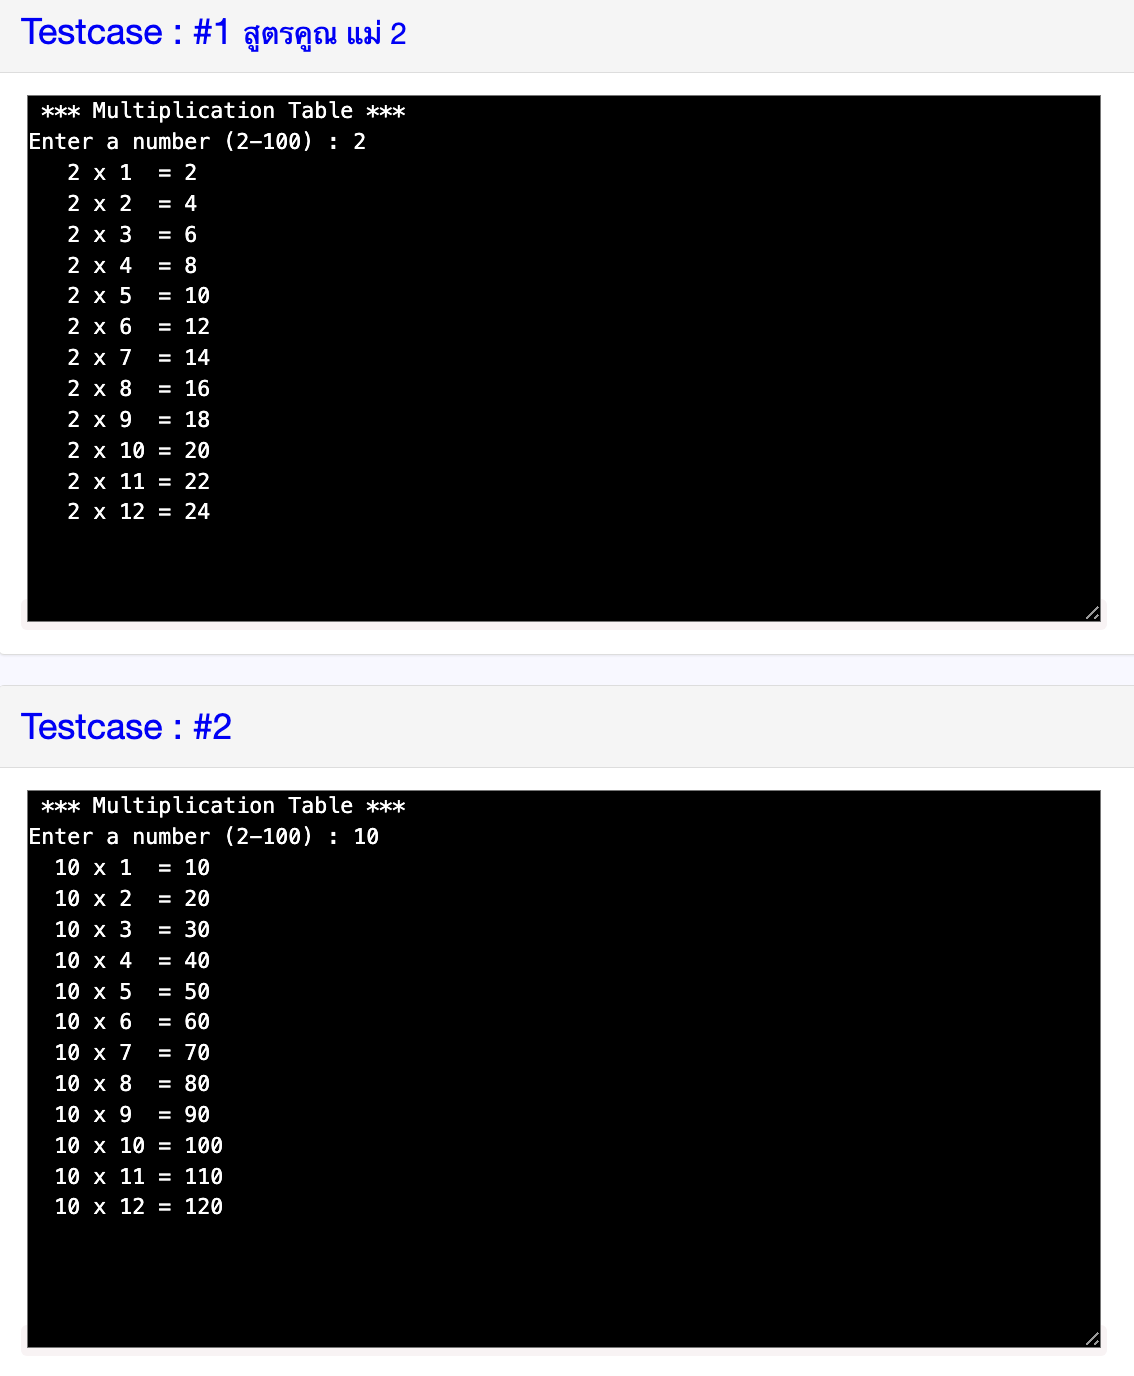 Testcase : #1 สูตรคูณ แม่ 2
 *** Multiplication Table ***
Enter a number (2-100) : 2
   2 x 1  = 2
   2 x 2  = 4
   2 x 3  = 6
   2 x 4  = 8
   2 x 5  = 10
   2 x 6  = 12
   2 x 7  = 14
   2 x 8  = 16
   2 x 9  = 18
   2 x 10 = 20
   2 x 11 = 22
   2 x 12 = 24
Testcase : #2
 *** Multiplication Table ***
Enter a number (2-100) : 10
  10 x 1  = 10
  10 x 2  = 20
  10 x 3  = 30
  10 x 4  = 40
  10 x 5  = 50
  10 x 6  = 60
  10 x 7  = 70
  10 x 8  = 80
  10 x 9  = 90
  10 x 10 = 100
  10 x 11 = 110
  10 x 12 = 120